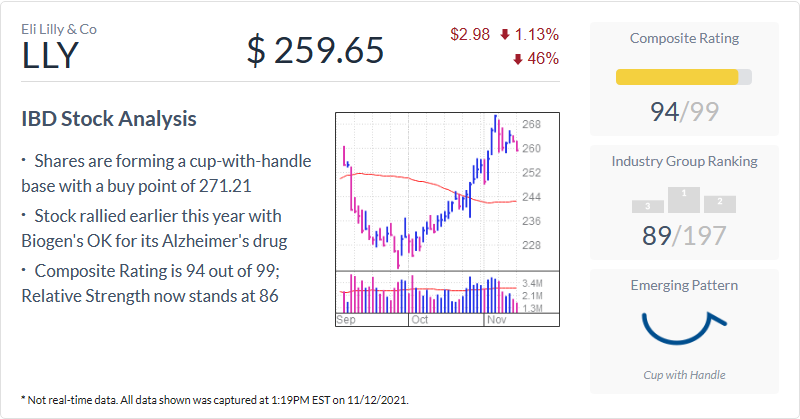 Eli Lilly & Co
LLY
$ 259.65
$2.98 1.13%
46%
IBD Stock Analysis
· Shares are forming a cup-with-handle
base with a buy point of 271.21
· Stock rallied earlier this year with
Biogen's OK for its Alzheimer's drug
· Composite Rating is 94 out of 99;
Relative Strength now stands at 86
268
260
252
244
236
228
3.4M
2.1M
1.3M
Sep Oct Nov
Composite Rating
94/99
Industry Group Ranking
3 1 2
89/197
Emerging Pattern
Cup with Handle
* Not real-time data. All data shown was captured at 1:19PM EST on 11/12/2021.